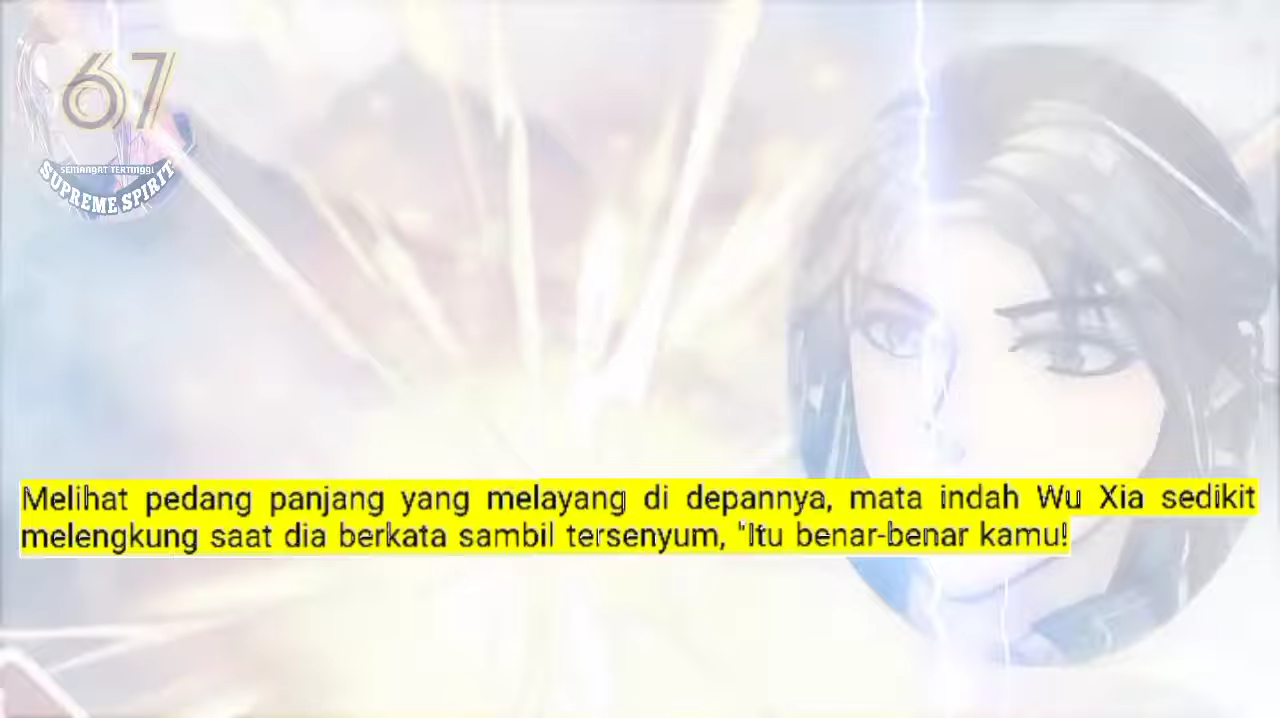 67
SEMANGAT TERTINGGI
SUPREME SPIRIT
Melihat pedang panjang yang melayang di depannya, mata indah Wu Xia sedikit
melengkung saat dia berkata sambil tersenyum, "Itu benar-benar kamu!